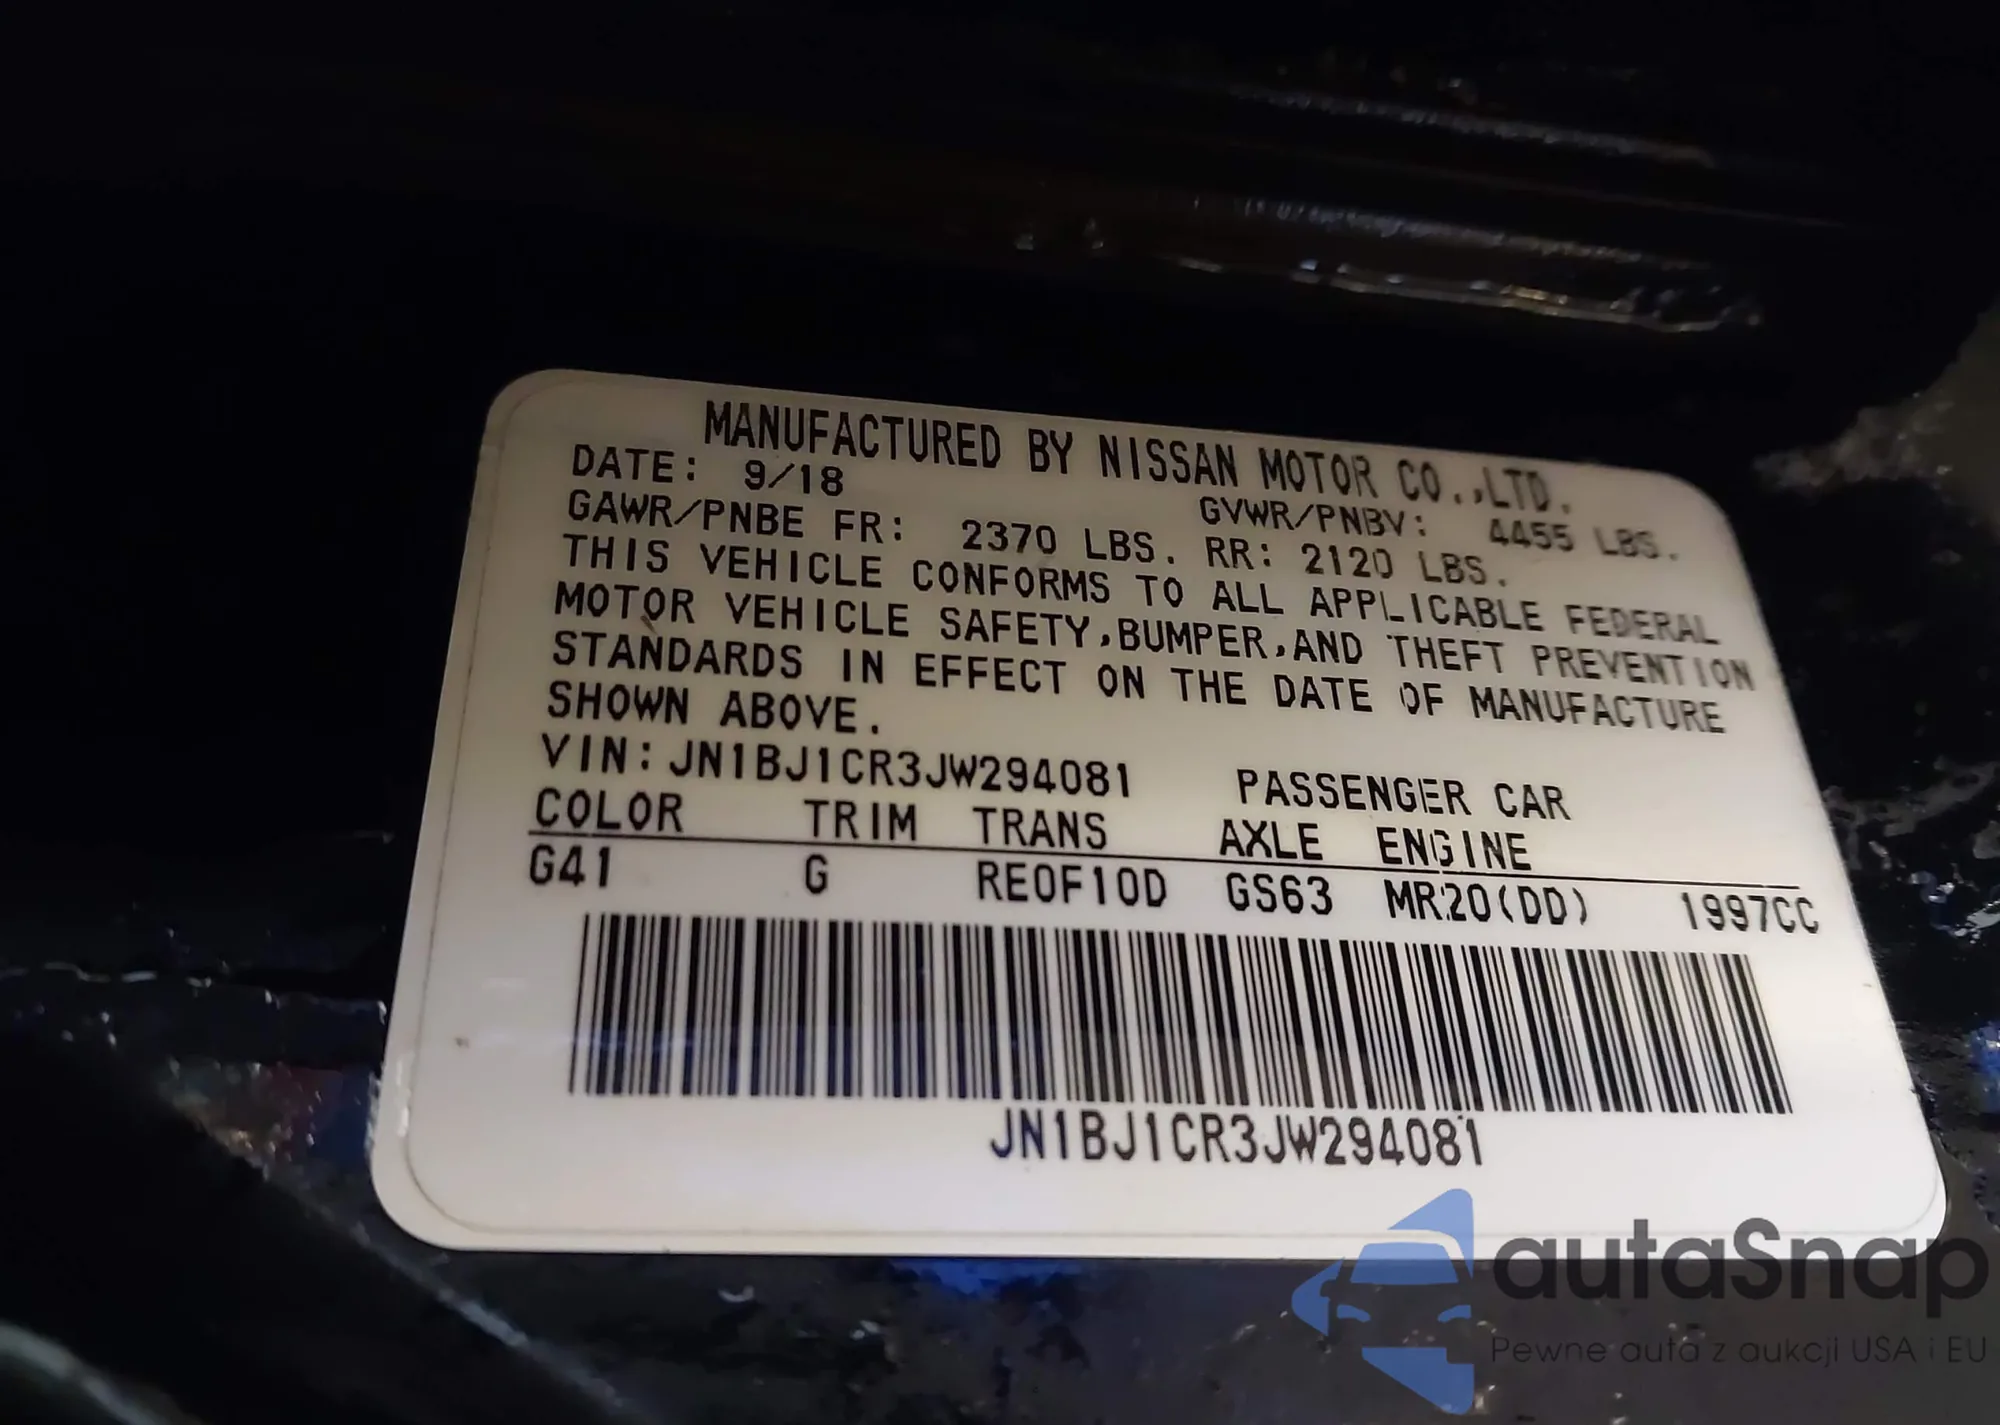 MANUFACTURED BY NISSAN MOTOR CO.,LTD.
DATE: 9/18 GVWR/PNBV: 4455 LBS.
GAWR/PNBE FR: 2370 LBS. RR: 2120 LBS.
THIS VEHICLE CONFORMS TO ALL APPLICABLE FEDERAL
MOTOR VEHICLE SAFETY,BUMPER,AND THEFT PREVENTION
STANDARDS IN EFFECT ON THE DATE OF MANUFACTURE
SHOWN ABOVE.
VIN:JN1BJ1CR3JW294081 PASSENGER CAR
COLOR TRIM TRANS AXLE ENGINE
G41 G RE0F10D GS63 MR20(DD) 1997CC
JN1BJ1CR3JW294081
autaSnap
Pewne auta z aukcji USA i EU